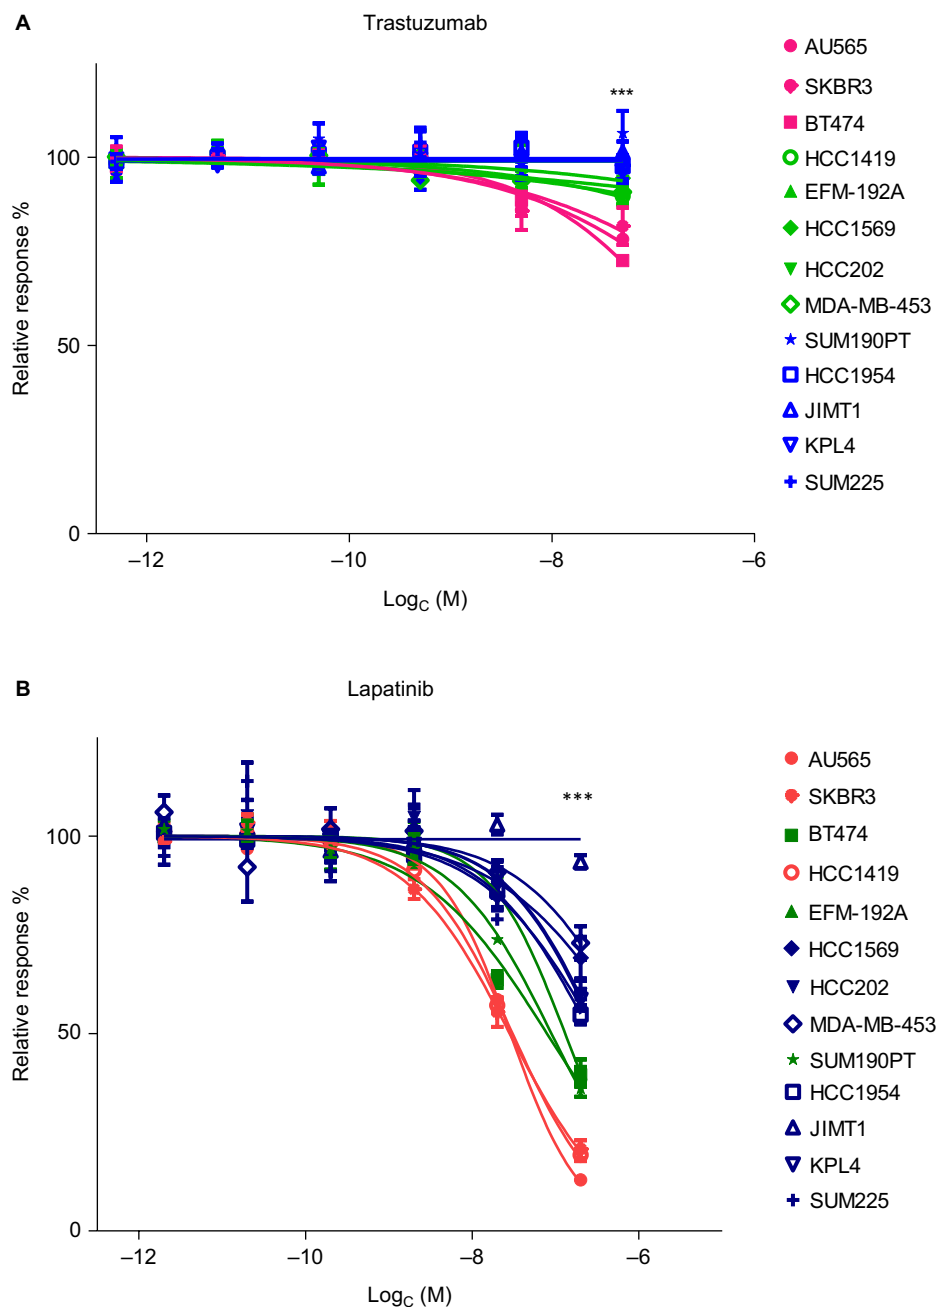 A
Trastuzumab
***
100
50
0
Relative response %
–12
–10
–8
–6
LogC (M)
AU565
SKBR3
BT474
HCC1419
EFM-192A
HCC1569
HCC202
MDA-MB-453
SUM190PT
HCC1954
JIMT1
KPL4
SUM225
B
Lapatinib
***
100
50
0
Relative response %
–12
–10
–8
–6
LogC (M)
AU565
SKBR3
BT474
HCC1419
EFM-192A
HCC1569
HCC202
MDA-MB-453
SUM190PT
HCC1954
JIMT1
KPL4
SUM225